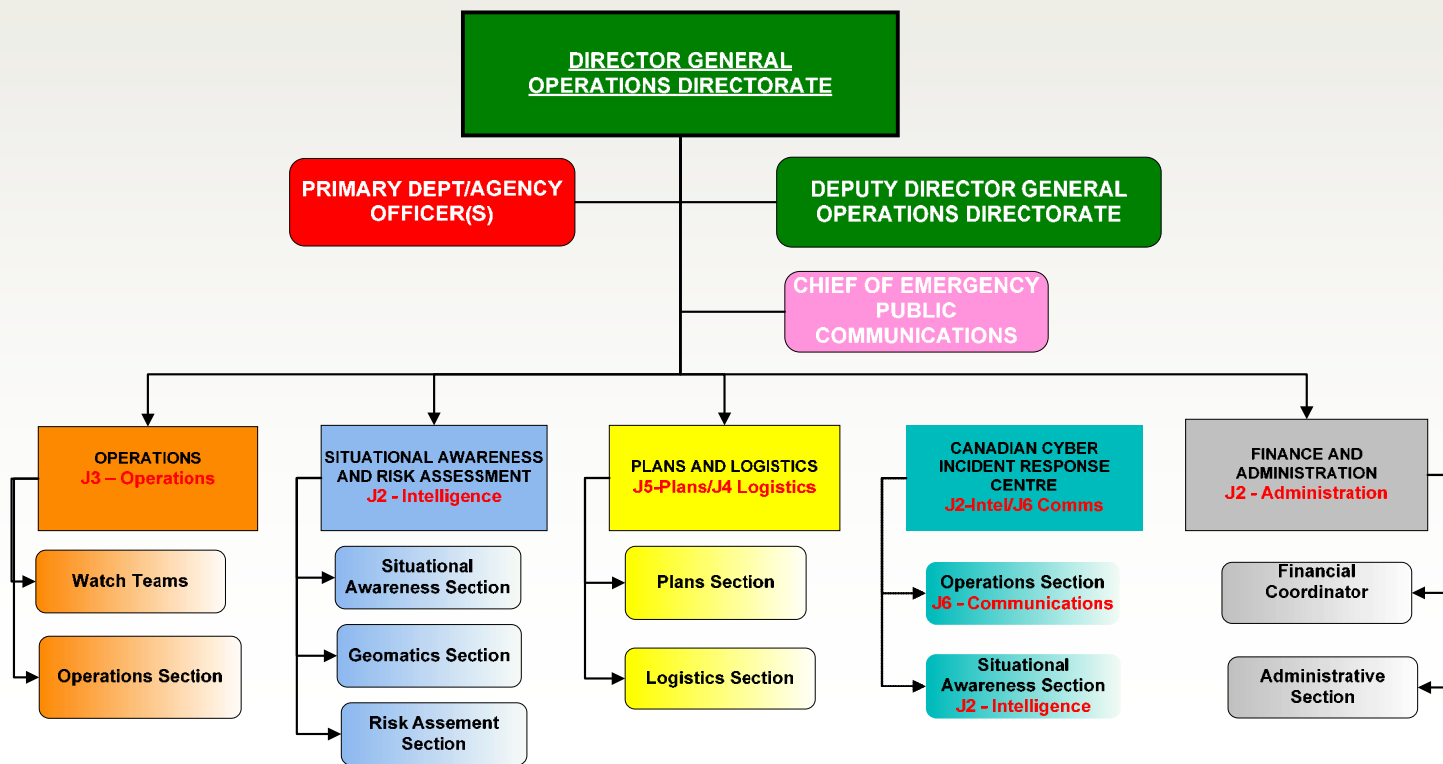 DIRECTOR GENERAL
OPERATIONS DIRECTORATE
PRIMARY DEPT/AGENCY
OFFICER(S)
DEPUTY DIRECTOR GENERAL
OPERATIONS DIRECTORATE
CHIEF OF EMERGENCY
PUBLIC
COMMUNICATIONS
OPERATIONS
J3 – Operations
SITUATIONAL AWARENESS
AND RISK ASSESSMENT
J2 - Intelligence
PLANS AND LOGISTICS
J5-Plans/J4 Logistics
CANADIAN CYBER
INCIDENT RESPONSE
CENTRE
J2-Intel/J6 Comms
FINANCE AND
ADMINISTRATION
J2 - Administration
Watch Teams
Operations Section
Situational
Awareness Section
Geomatics Section
Risk Assement
Section
Plans Section
Logistics Section
Operations Section
J6 - Communications
Situational
Awareness Section
J2 - Intelligence
Financial
Coordinator
Administrative
Section